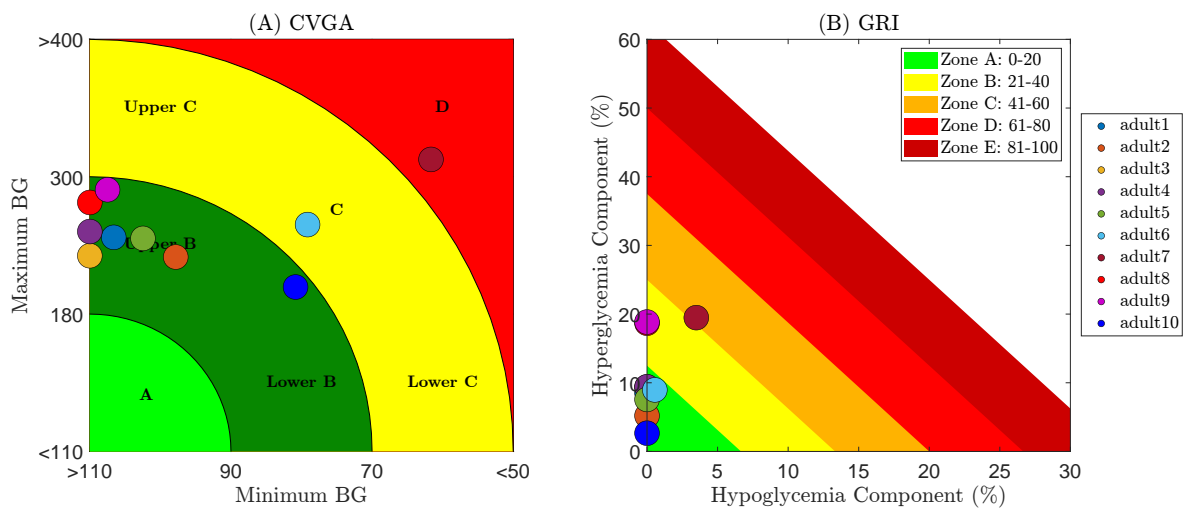 (A) CVGA
>400
300
180
<110
Maximum BG
Upper C
D
C
Upper B
A
Lower B
Lower C
>110
90
70
<50
Minimum BG
(B) GRI
60
50
40
30
20
10
0
Hyperglycemia Component (%)
Zone A: 0-20
Zone B: 21-40
Zone C: 41-60
Zone D: 61-80
Zone E: 81-100
0
5
10
15
20
25
30
Hypoglycemia Component (%)
adult1
adult2
adult3
adult4
adult5
adult6
adult7
adult8
adult9
adult10